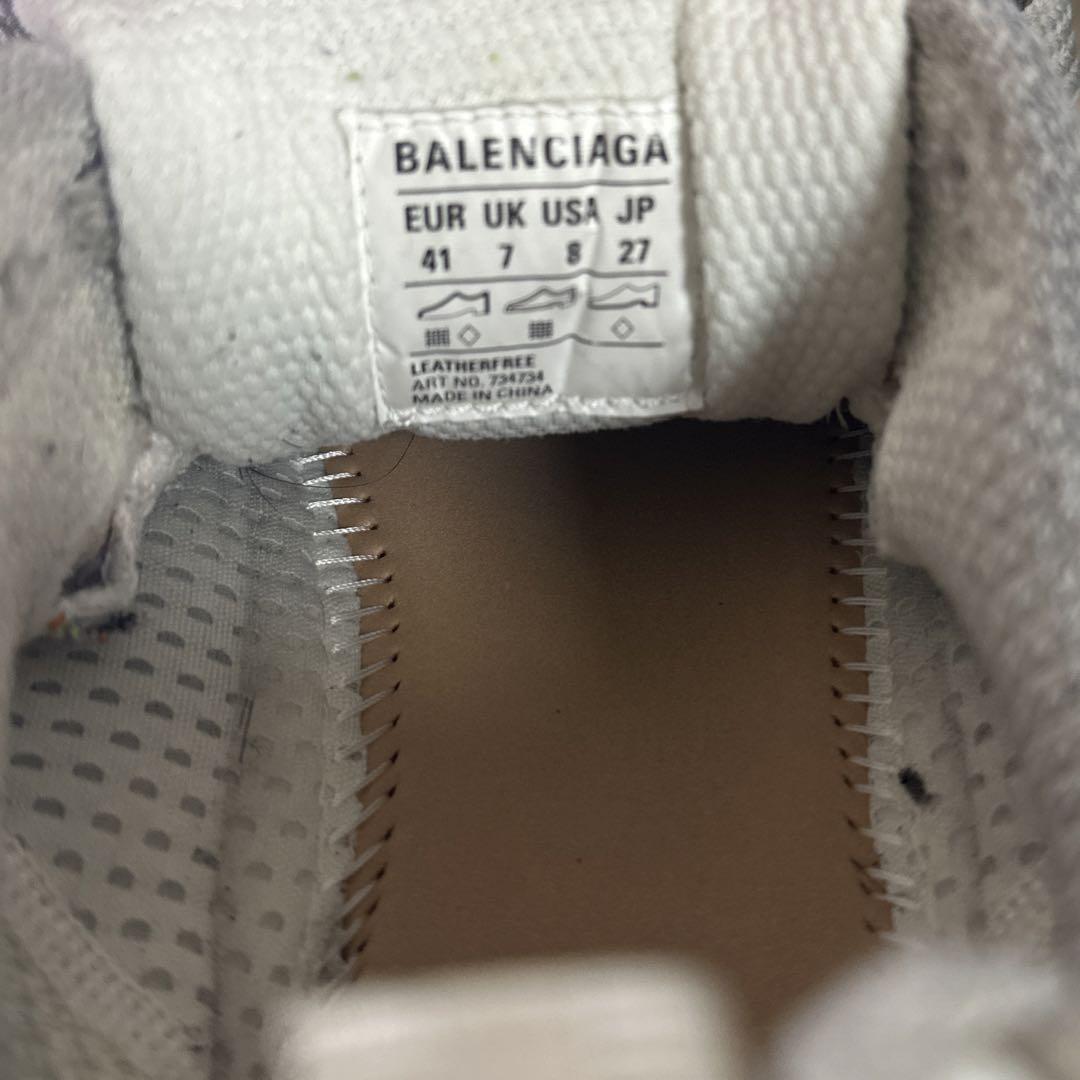 BALENCIAGA
EUR UK USA JP
41 7 8 27
LEATHERFREE
ART NO. 734734
MADE IN CHINA